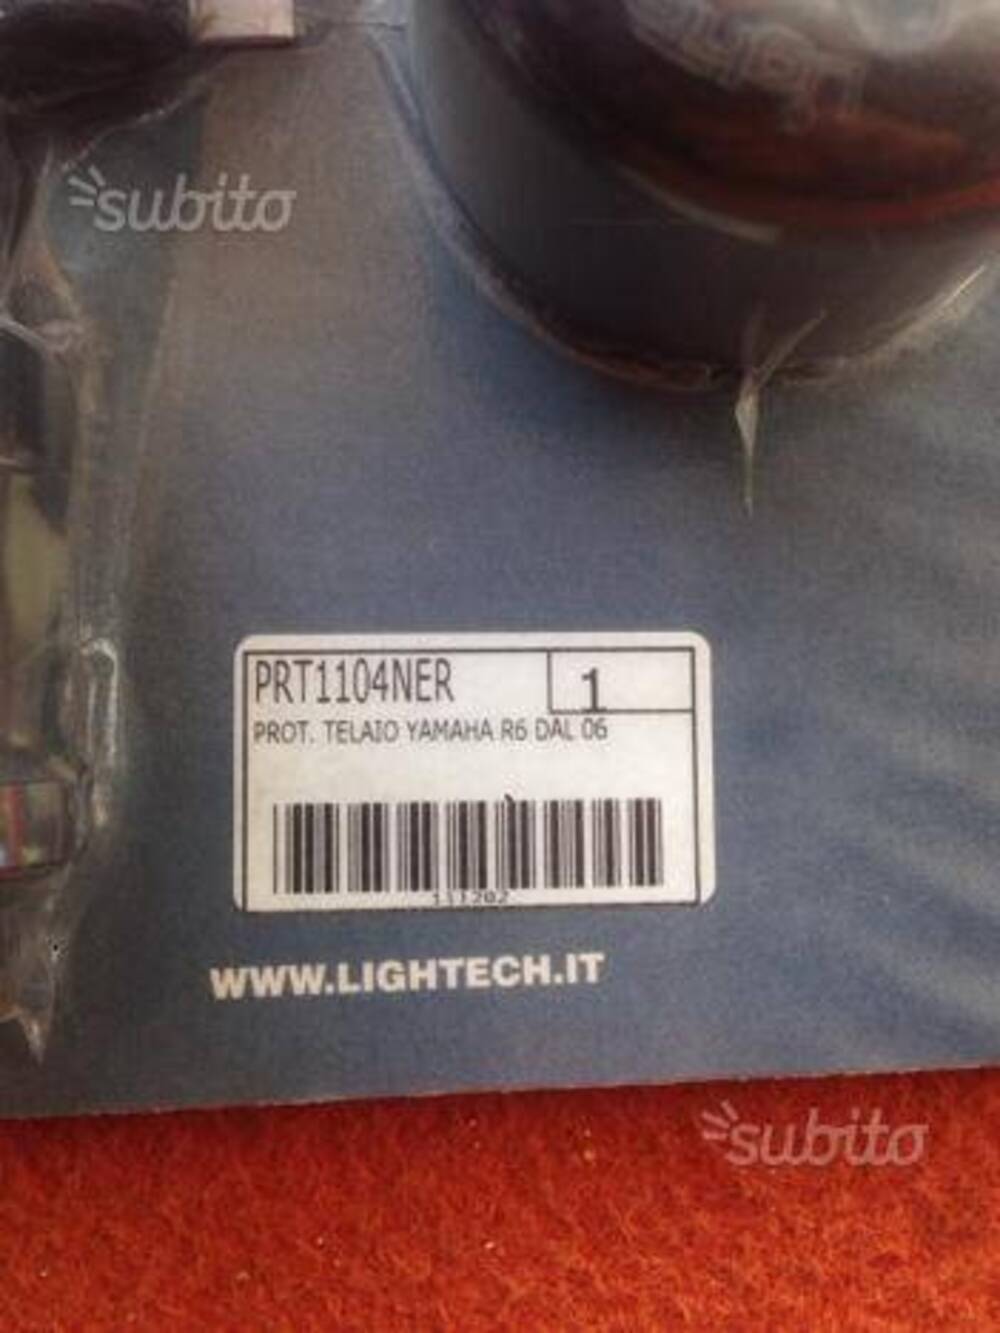 subito
PRT1104NER
1
PROT. TELAIO YAMAHA R6 DAL 06
WWW.LIGHTECH.IT
subito